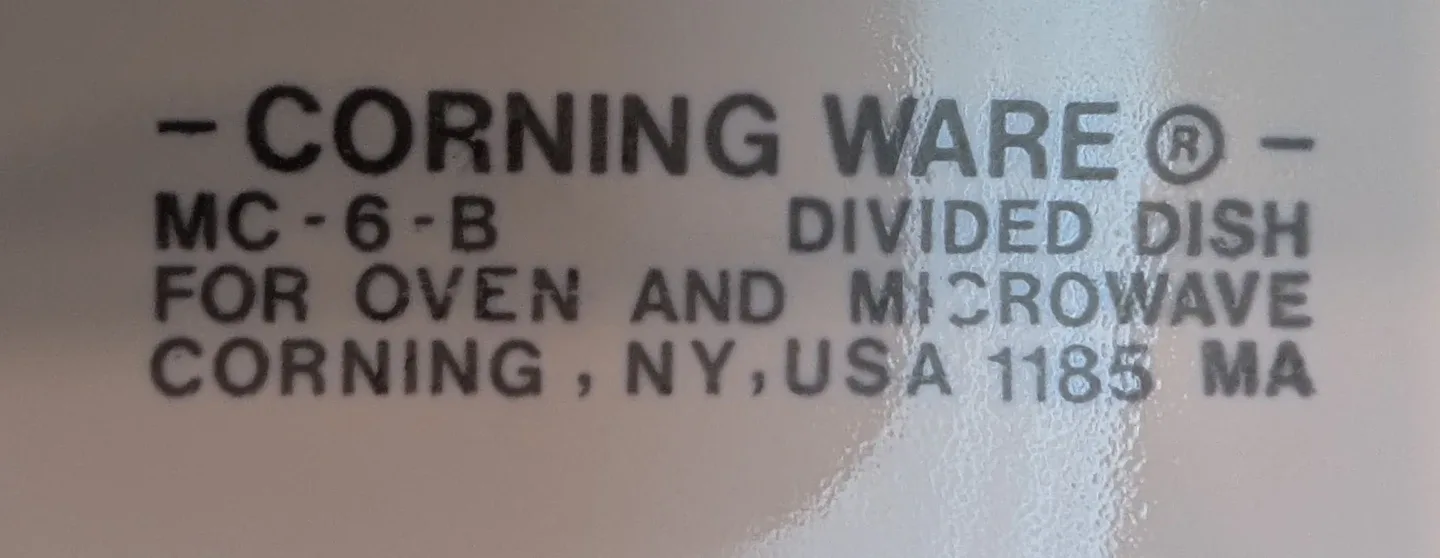 - CORNING WARE ® -
MC - 6 - B DIVIDED DISH
FOR OVEN AND MICROWAVE
CORNING , NY, USA 1185 MA